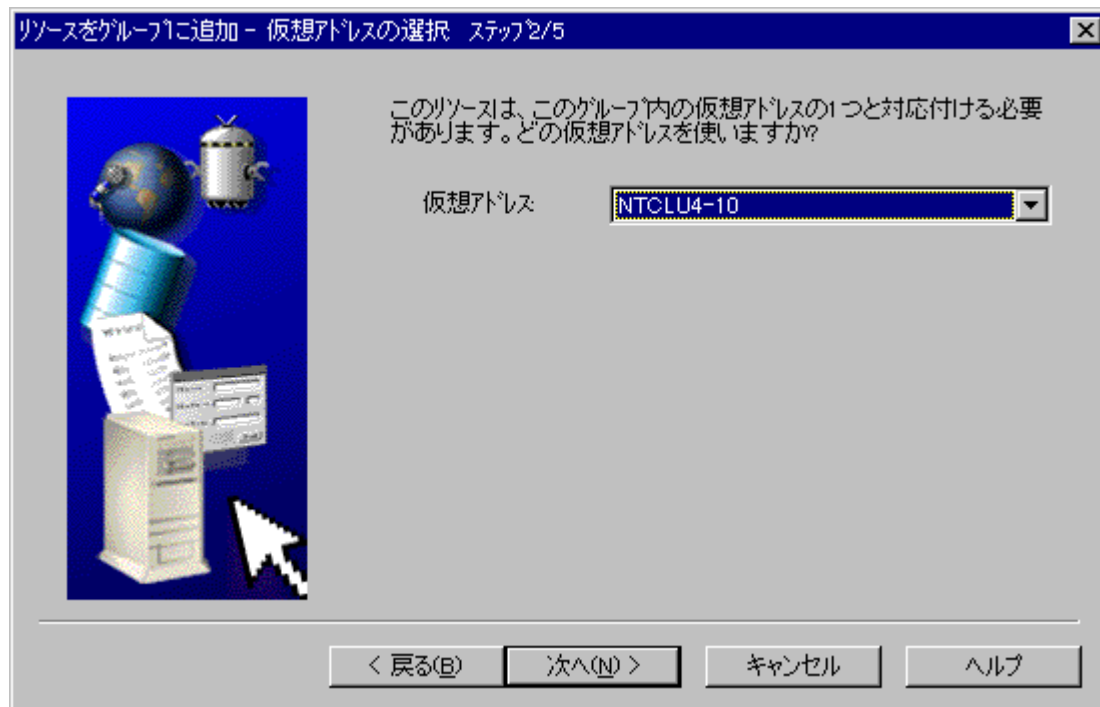 リソースをグループに追加 - 仮想アドレスの選択 ステップ2/5
このリソースは、このグループ内の仮想アドレスの1つと対応付ける必要
があります。どの仮想アドレスを使いますか?
仮想アドレス:
NTCLU4-10
< 戻る(B)
次へ(N) >
キャンセル
ヘルプ